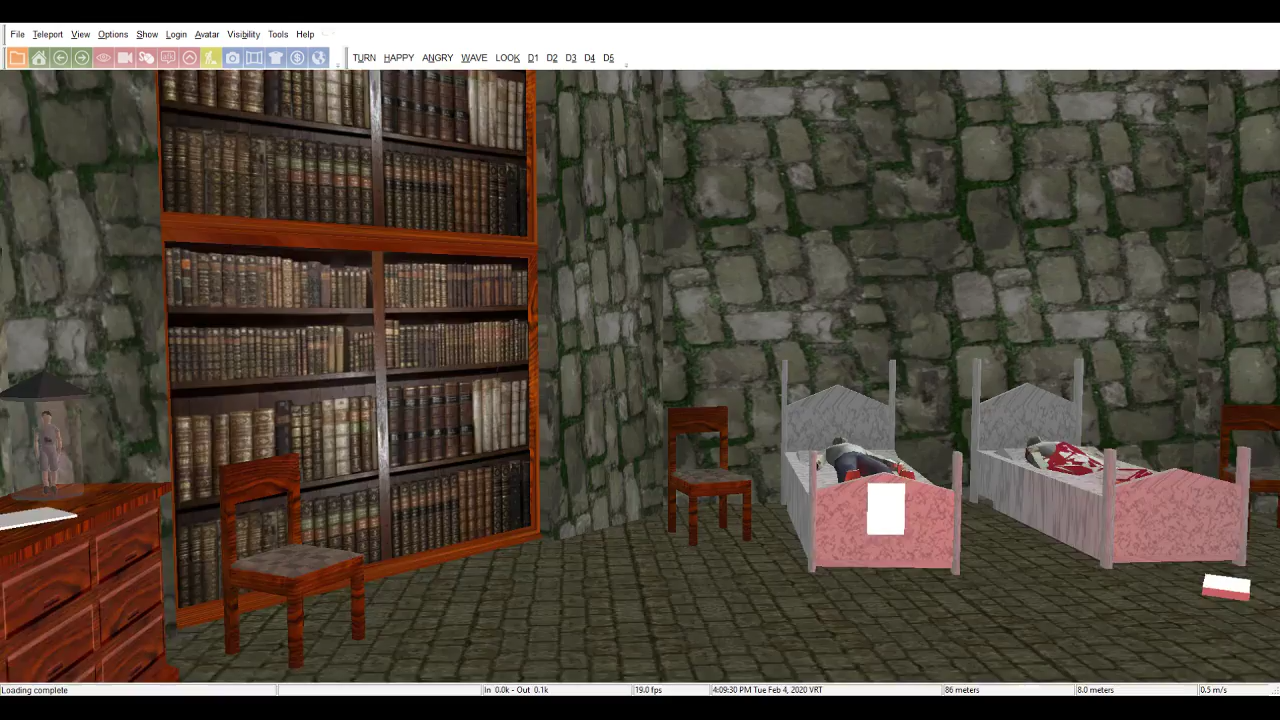 File Teleport View Options Show Login Avatar Visibility Tools Help
TURN HAPPY ANGRY WAVE LOOK D1 D2 D3 D4 D5
Loading complete In 0.0k - Out 0.1k 19.0 fps 4:09:30 PM Tue Feb 4, 2020 VRT 86 meters 8.0 meters 0.5 m/s